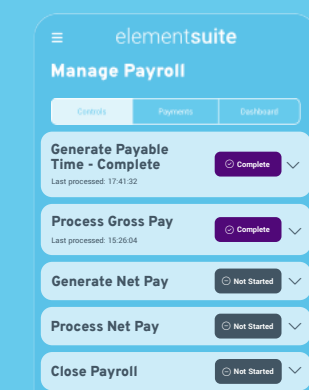 elementsuite
Manage Payroll
Controls
Payments
Dashboard
Generate Payable
Time - Complete
Last processed: 17:41:32
Complete
Process Gross Pay
Last processed: 15:26:04
Complete
Generate Net Pay
Not Started
Process Net Pay
Not Started
Close Payroll
Not Started